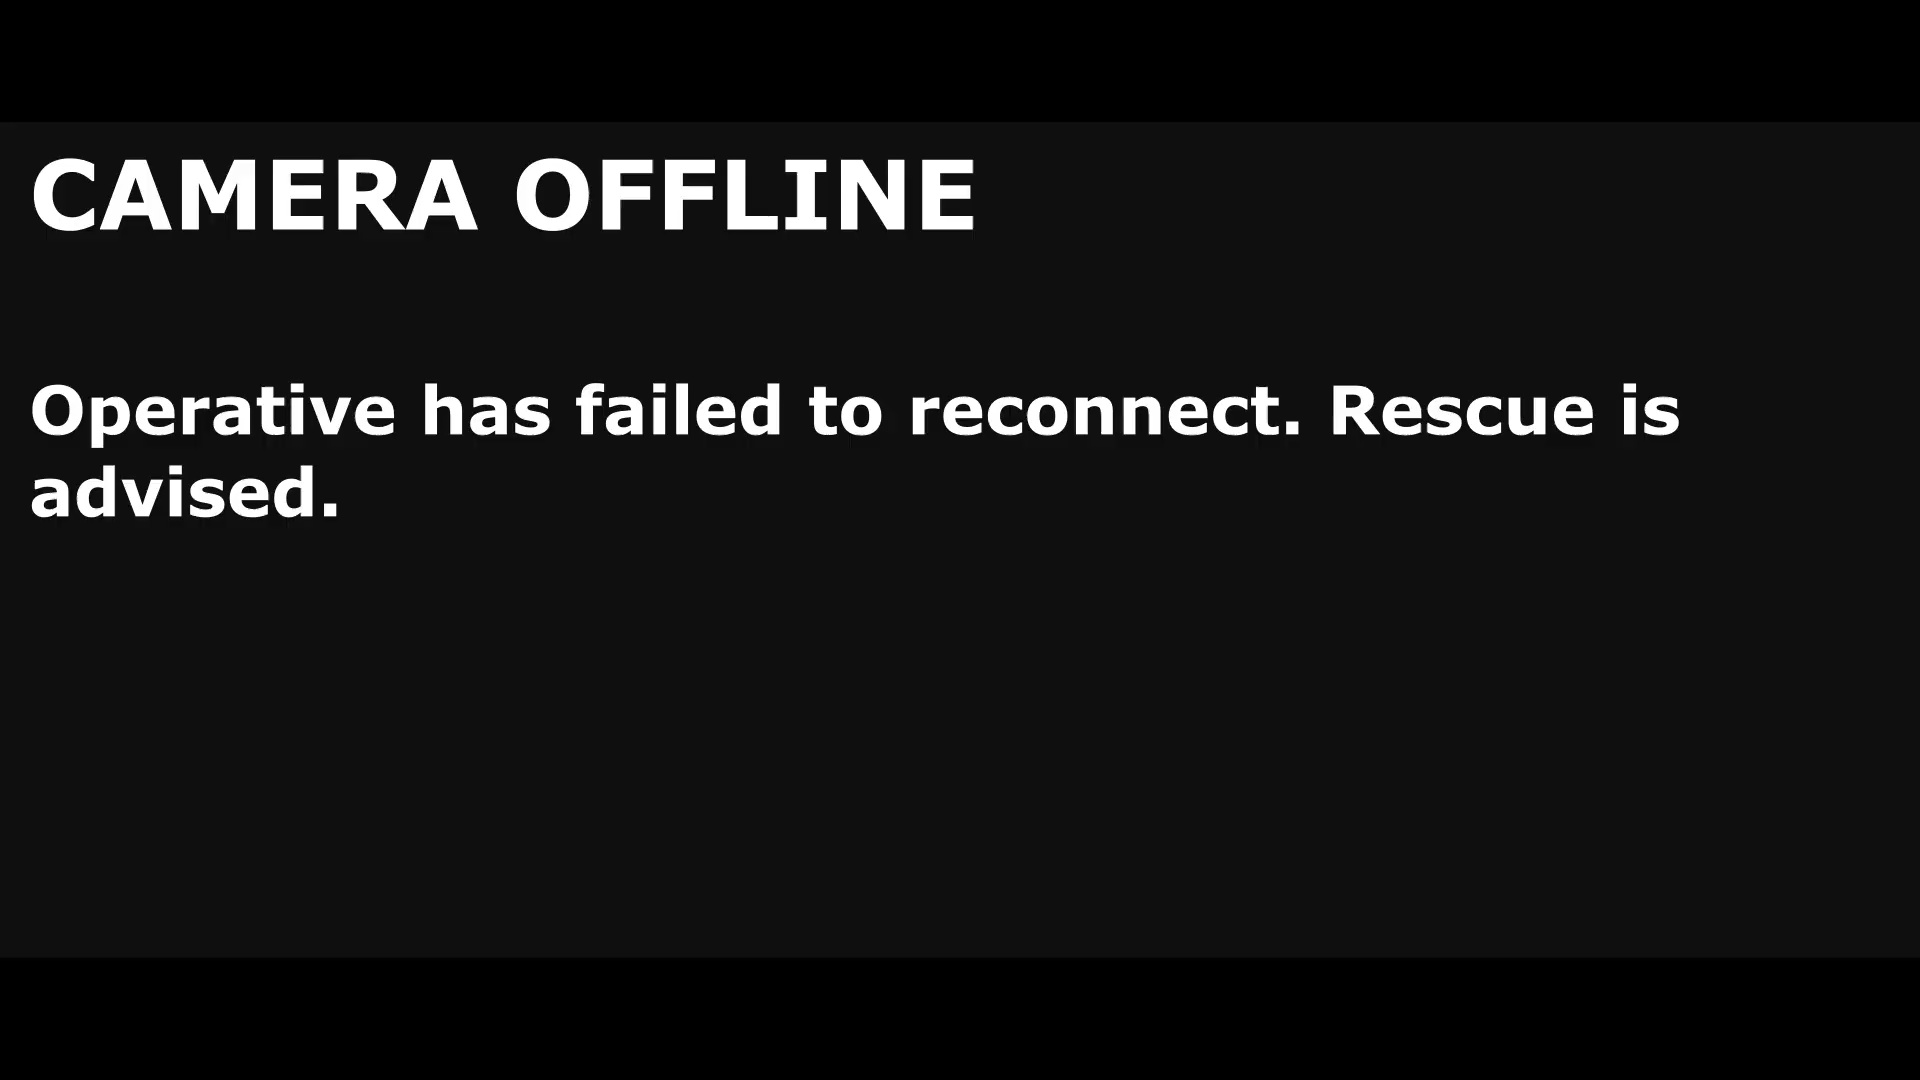 CAMERA OFFLINE
Operative has failed to reconnect. Rescue is
advised.